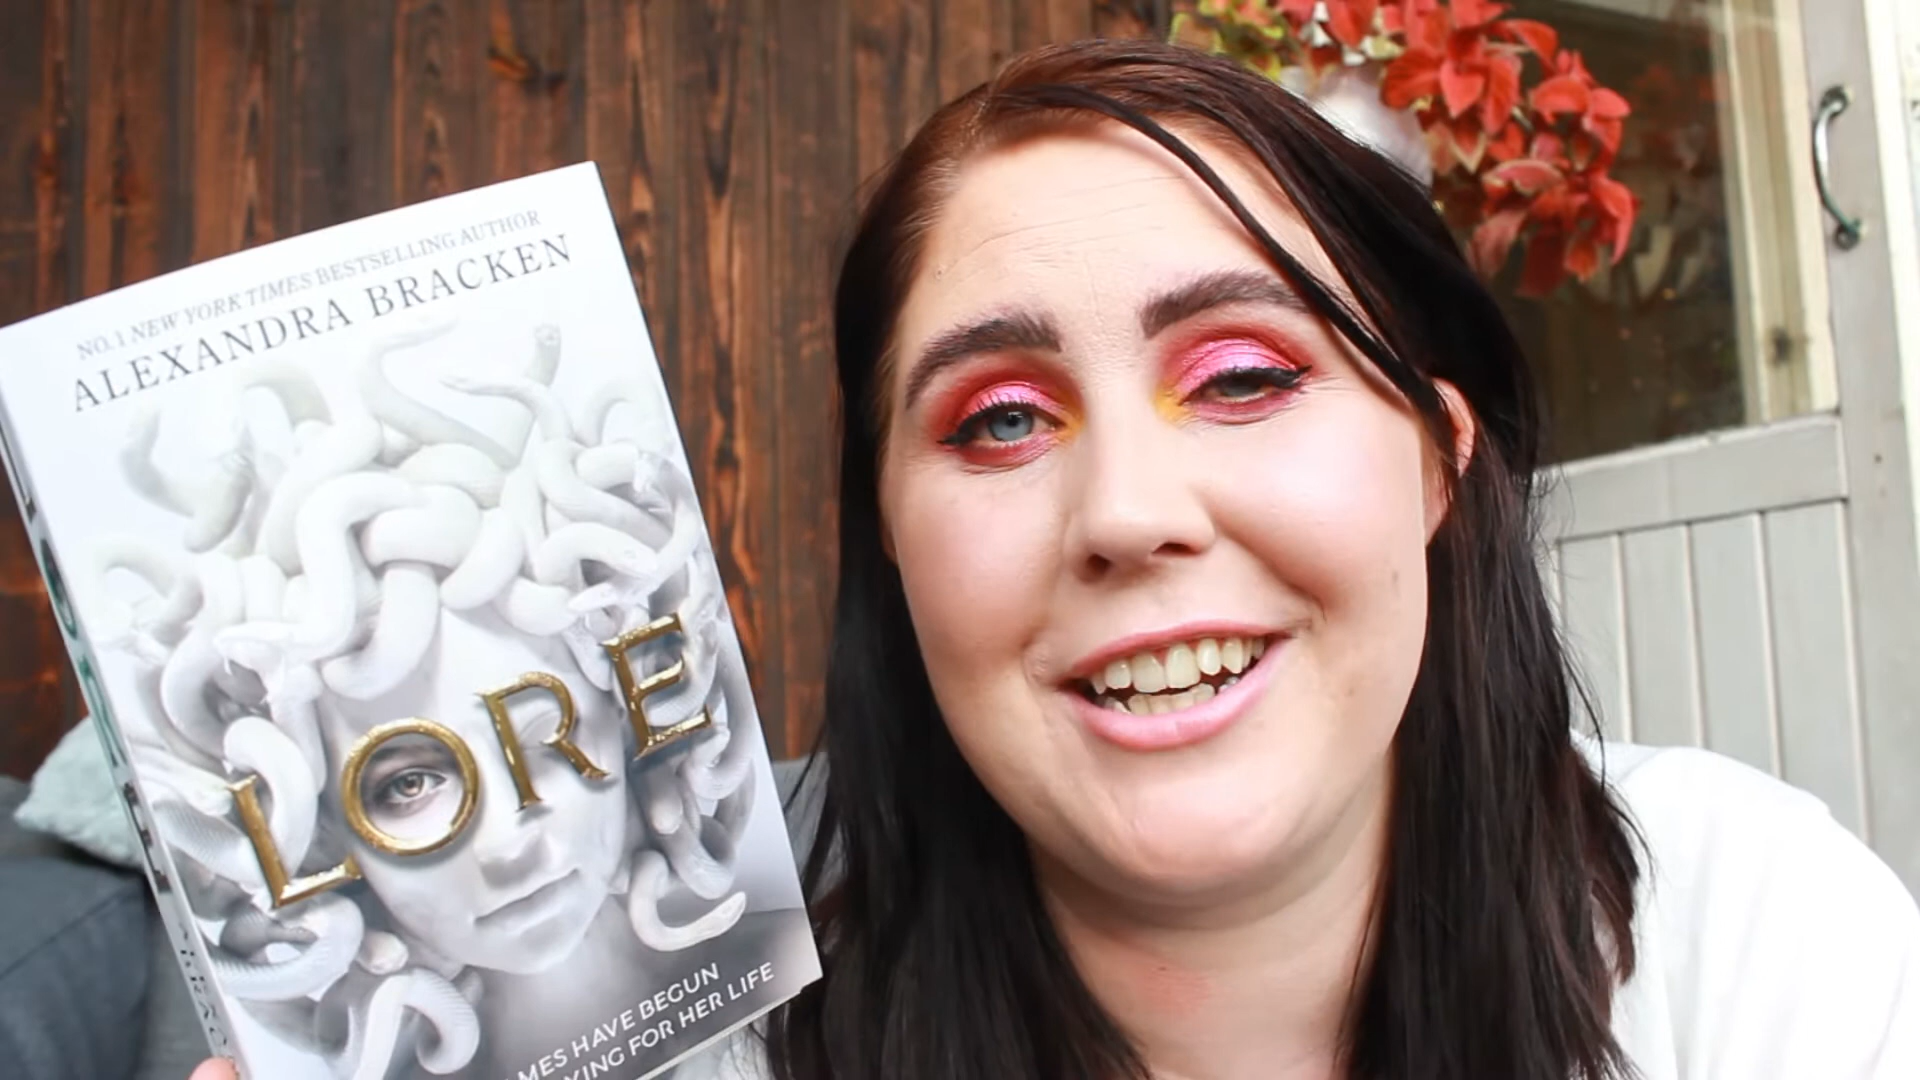 NO. 1 NEW YORK TIMES BESTSELLING AUTHOR
ALEXANDRA BRACKEN
LORE
HAVE BEGUN
FOR HER LIFE